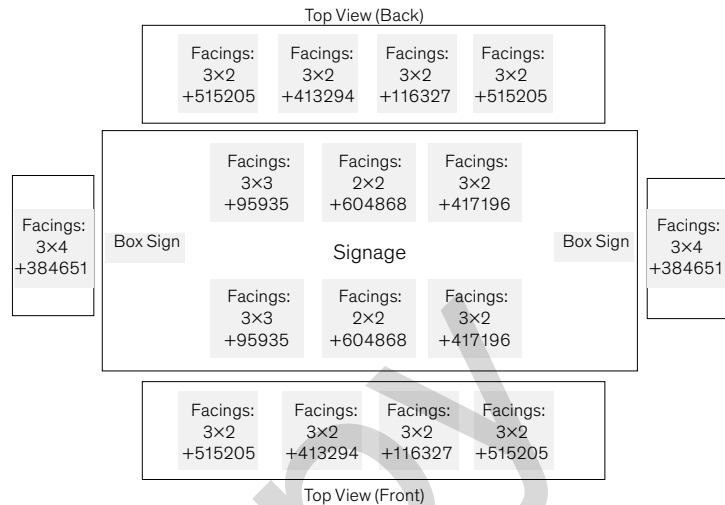 Top View (Back)
Facings: Facings: Facings: Facings:
3×2 3×2 3×2 3×2
+515205 +413294 +116327 +515205
Facings: Facings: Facings:
3×3 2×2 3×2
+95935 +604868 +417196
Facings: Facings:
3×4 3×4
+384651 +384651
Box Sign Box Sign
Signage
Facings: Facings: Facings:
3×3 2×2 3×2
+95935 +604868 +417196
Facings: Facings: Facings: Facings:
3×2 3×2 3×2 3×2
+515205 +413294 +116327 +515205
Top View (Front)